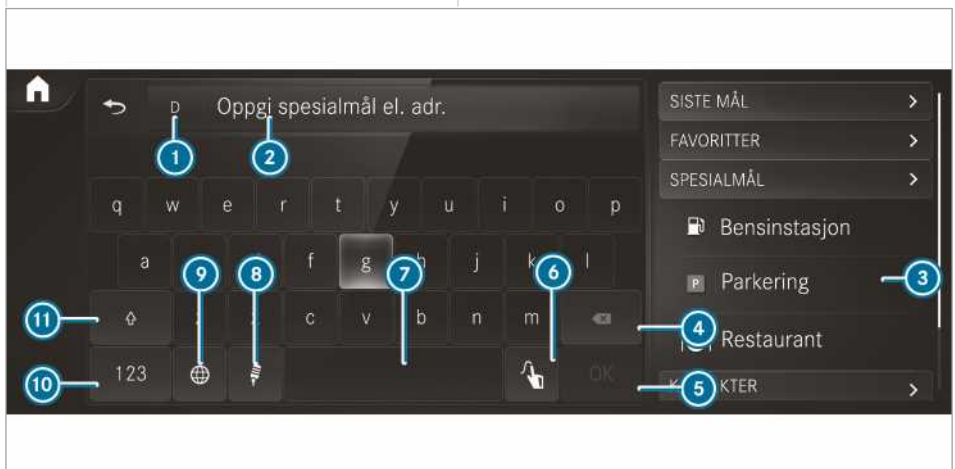 D Oppgi spesialmål el. adr.
1 2
q w e r t y u i o p
a f g h j k l
9 8 7 6
11 c v b n m 4
10 123 OK 5
SISTE MÅL
FAVORITTER
SPESIALMÅL
Bensinstasjon
P Parkering 3
Restaurant